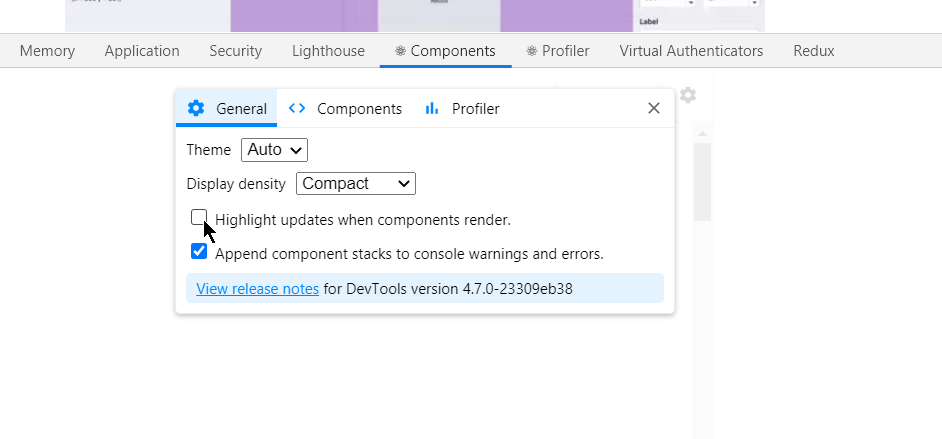 Label
Memory Application Security Lighthouse Components Profiler Virtual Authenticators Redux
General Components Profiler
Theme Auto
Display density Compact
Highlight updates when components render.
Append component stacks to console warnings and errors.
View release notes for DevTools version 4.7.0-23309eb38